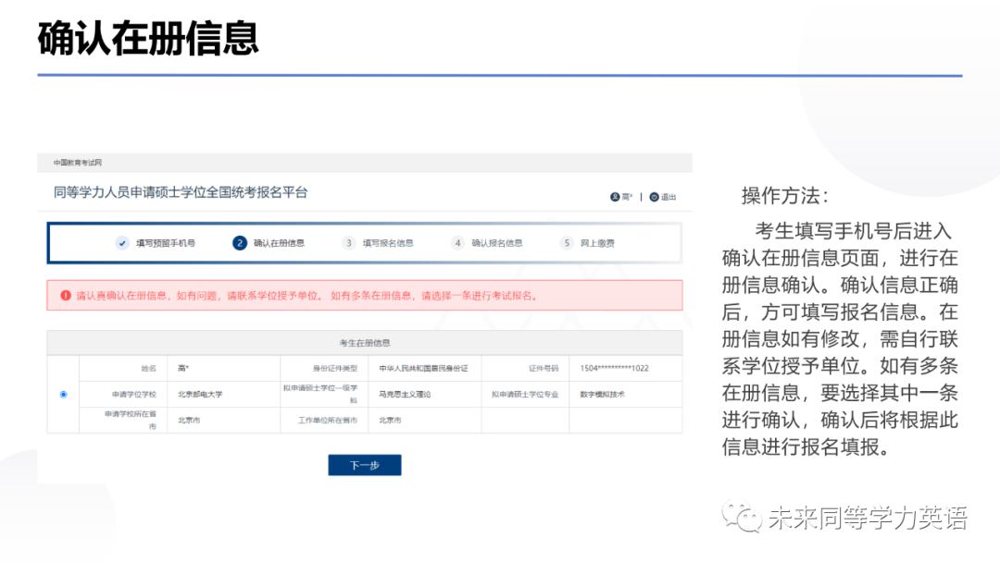 确认在册信息
中国教育考试网
同等学力人员申请硕士学位全国统考报名平台
高* | 退出
填写预留手机号 2 确认在册信息 3 填写报名信息 4 确认报名信息 5 网上缴费
请认真确认在册信息，如有问题，请联系学位授予单位。 如有多条在册信息，请选择一条进行考试报名。
考生在册信息
姓名 高* 身份证件类型 中华人民共和国居民身份证 证件号码 1504**********1022
申请学位学校 北京邮电大学 拟申请硕士学位一级学科 马克思主义理论 拟申请硕士学位专业 数字模拟技术
申请学校所在省市 北京市 工作单位所在省市 北京市
下一步
操作方法：
考生填写手机号后进入
确认在册信息页面，进行在
册信息确认。确认信息正确
后，方可填写报名信息。在
册信息如有修改，需自行联
系学位授予单位。如有多条
在册信息，要选择其中一条
进行确认，确认后将根据此
信息进行报名填报。
未来同等学力英语